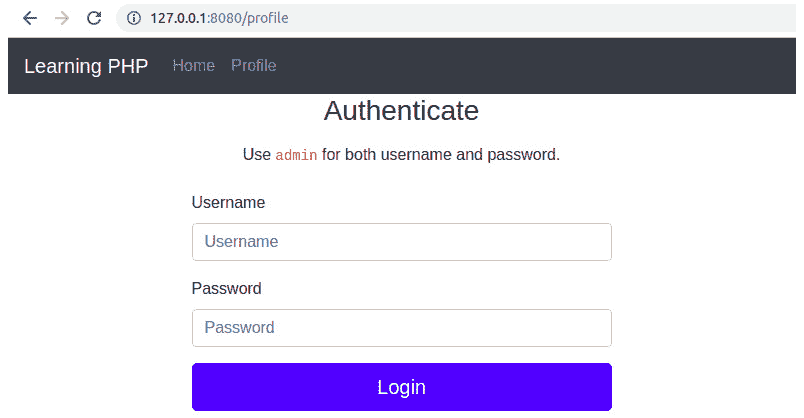 127.0.0.1:8080/profile
Learning PHP Home Profile
Authenticate
Use admin for both username and password.
Username
Username
Password
Password
Login